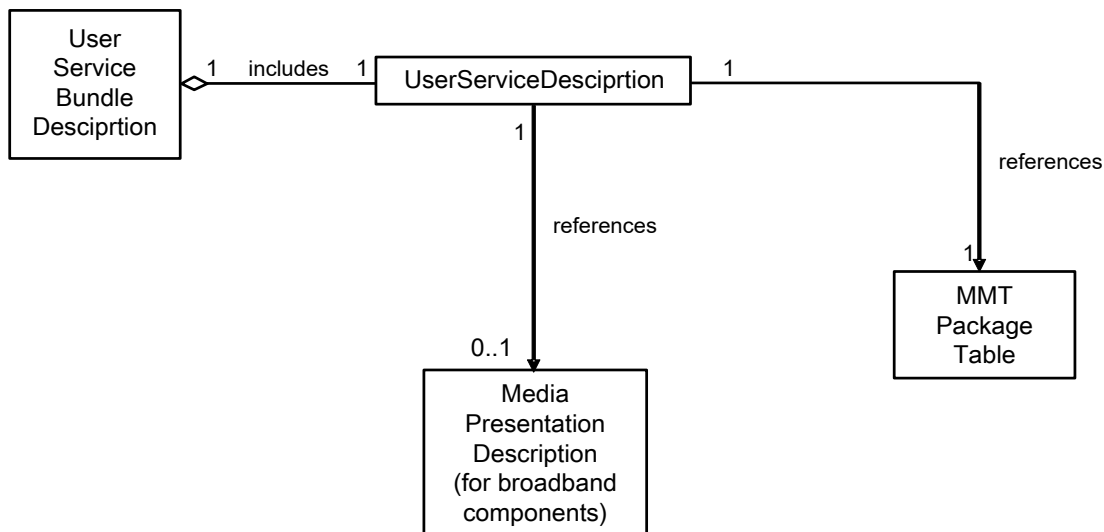 User
Service
Bundle
Desciprtion
1 includes 1
UserServiceDesciprtion
1
1
references
references
1
0..1
MMT
Package
Table
Media
Presentation
Description
(for broadband
components)